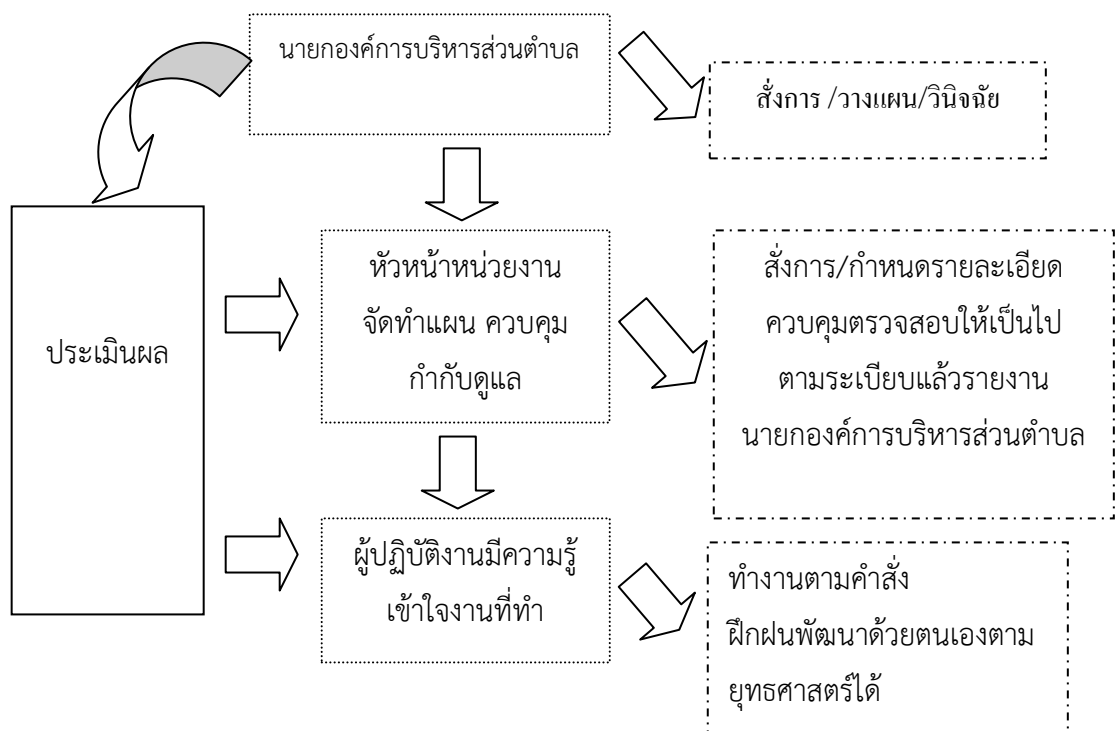 นายกองค์การบริหารส่วนตำบล
สั่งการ /วางแผน/วินิจฉัย
ประเมินผล
หัวหน้าหน่วยงาน
จัดทำแผน ควบคุม
กำกับดูแล
สั่งการ/กำหนดรายละเอียด
ควบคุมตรวจสอบให้เป็นไป
ตามระเบียบแล้วรายงาน
นายกองค์การบริหารส่วนตำบล
ผู้ปฏิบัติงานมีความรู้
เข้าใจงานที่ทำ
ทำงานตามคำสั่ง
ฝึกฝนพัฒนาด้วยตนเองตาม
ยุทธศาสตร์ได้